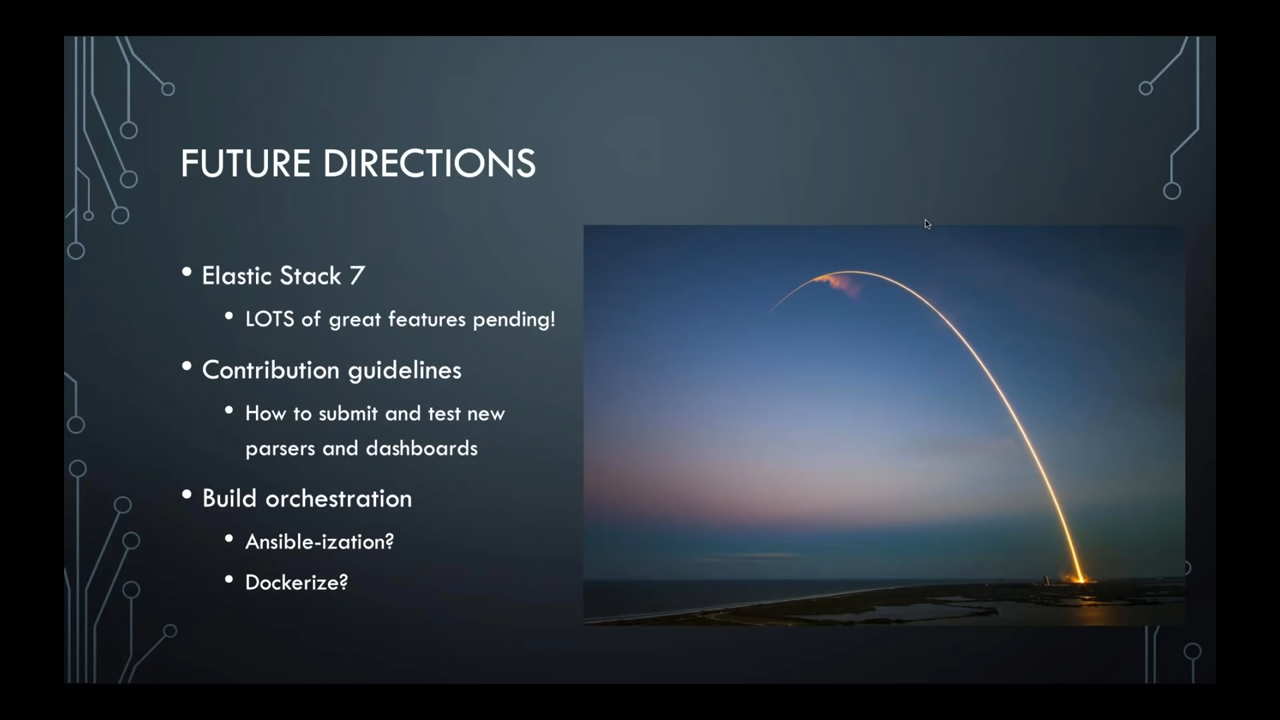 FUTURE DIRECTIONS
• Elastic Stack 7
• LOTS of great features pending!
• Contribution guidelines
• How to submit and test new
parsers and dashboards
• Build orchestration
• Ansible-ization?
• Dockerize?